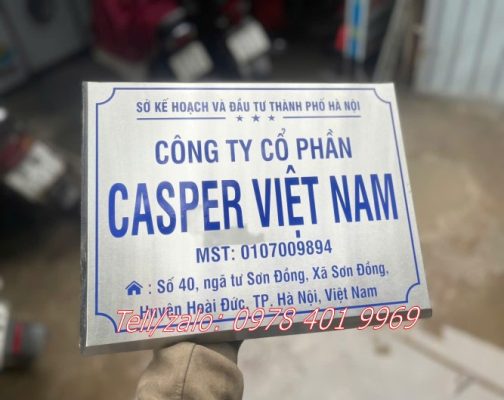 SỞ KẾ HOẠCH VÀ ĐẦU TƯ THÀNH PHỐ HÀ NỘI
CÔNG TY CỔ PHẦN
CASPER VIỆT NAM
MST: 0107009894
: Số 40, ngã tư Sơn Đồng, Xã Sơn Đồng,
Huyện Hoài Đức, TP. Hà Nội, Việt Nam
Tell/zalo: 0978 401 9969